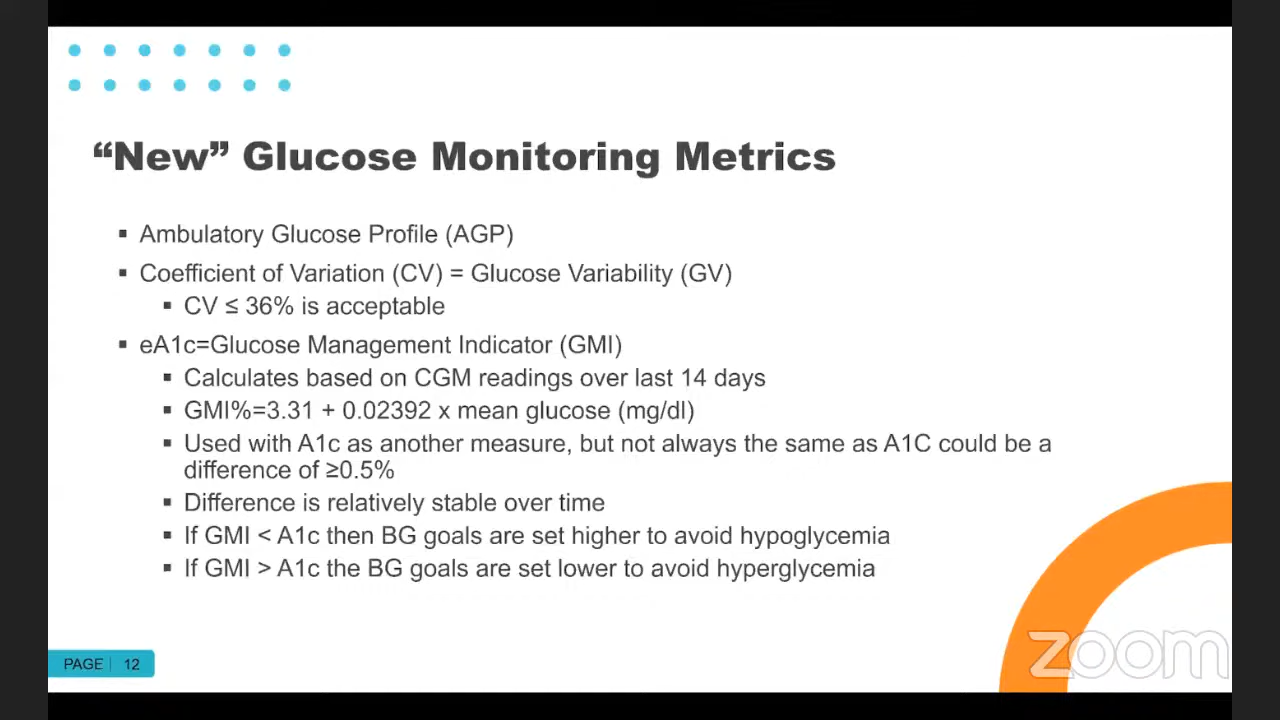 “New” Glucose Monitoring Metrics
Ambulatory Glucose Profile (AGP)
Coefficient of Variation (CV) = Glucose Variability (GV)
CV ≤ 36% is acceptable
eA1c=Glucose Management Indicator (GMI)
Calculates based on CGM readings over last 14 days
GMI%=3.31 + 0.02392 x mean glucose (mg/dl)
Used with A1c as another measure, but not always the same as A1C could be a
difference of ≥0.5%
Difference is relatively stable over time
If GMI < A1c then BG goals are set higher to avoid hypoglycemia
If GMI > A1c the BG goals are set lower to avoid hyperglycemia
PAGE 12
zoom